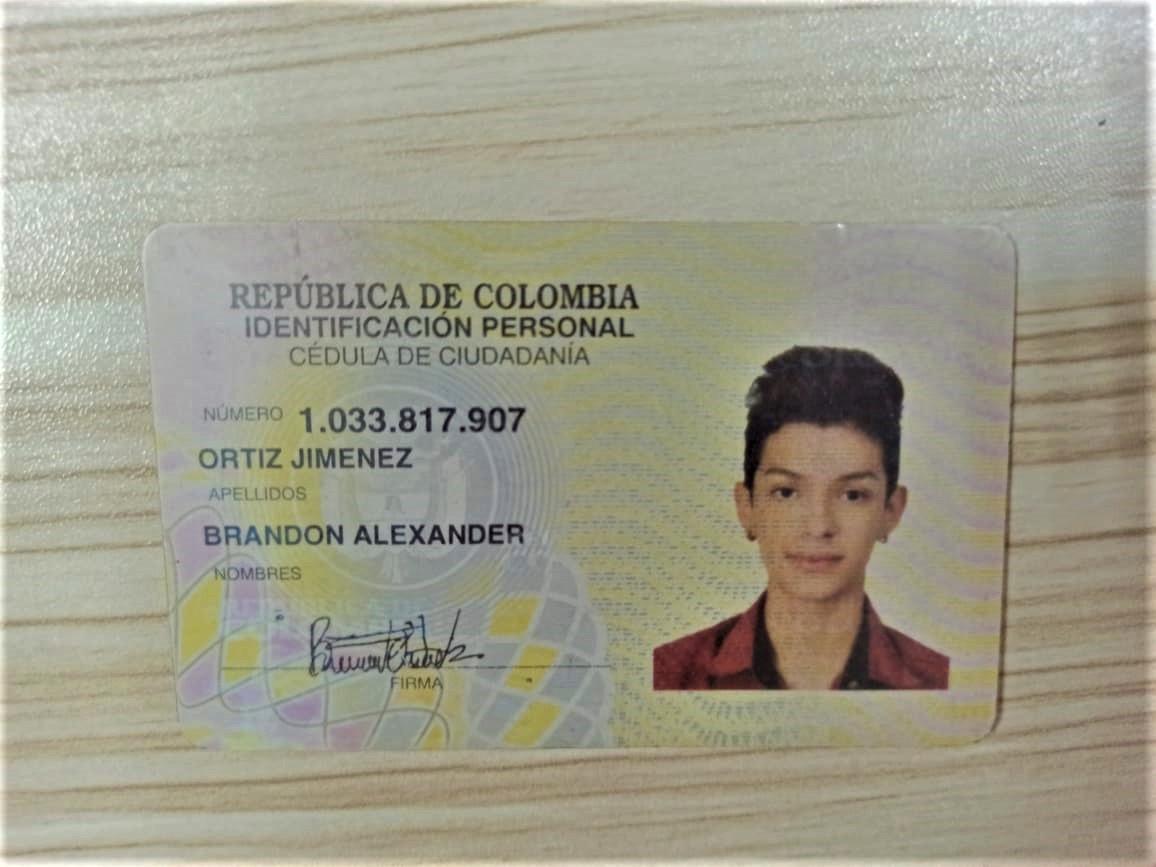 REPÚBLICA DE COLOMBIA
IDENTIFICACIÓN PERSONAL
CÉDULA DE CIUDADANÍA
NÚMERO 1.033.817.907
ORTIZ JIMENEZ
APELLIDOS
BRANDON ALEXANDER
NOMBRES
FIRMA